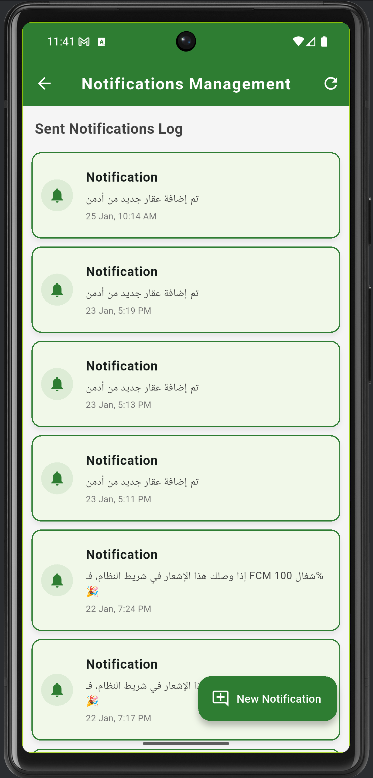 11:41
Notifications Management
Sent Notifications Log
Notification
تم إضافة عقار جديد من أدمن
25 Jan, 10:14 AM
Notification
تم إضافة عقار جديد من أدمن
23 Jan, 5:19 PM
Notification
تم إضافة عقار جديد من أدمن
23 Jan, 5:13 PM
Notification
تم إضافة عقار جديد من أدمن
23 Jan, 5:11 PM
Notification
إذا وصلك هذا الإشعار في شريط النظام, فـ FCM شغال 100%
🎉
22 Jan, 7:24 PM
Notification
ا الإشعار في شريط النظام, فـ
🎉
22 Jan, 7:17 PM
New Notification